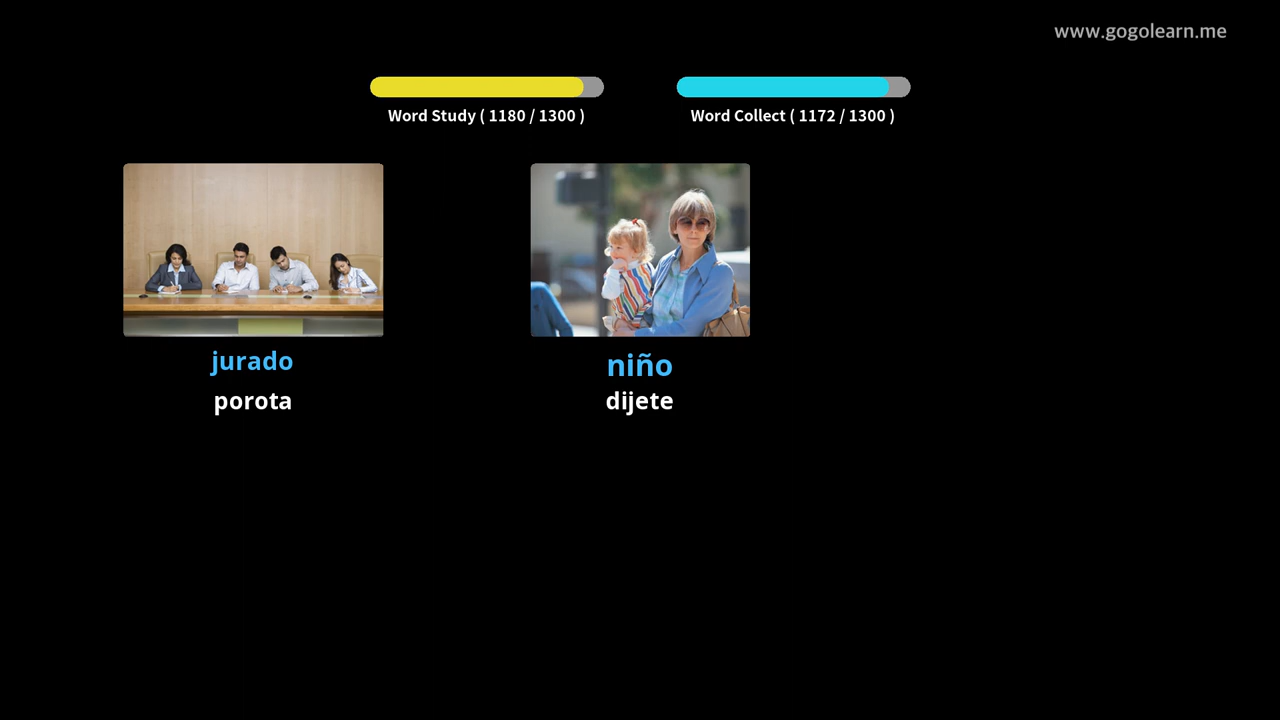 www.gogolearn.me
Word Study ( 1180 / 1300 )
Word Collect ( 1172 / 1300 )
jurado
porota
niño
dijete